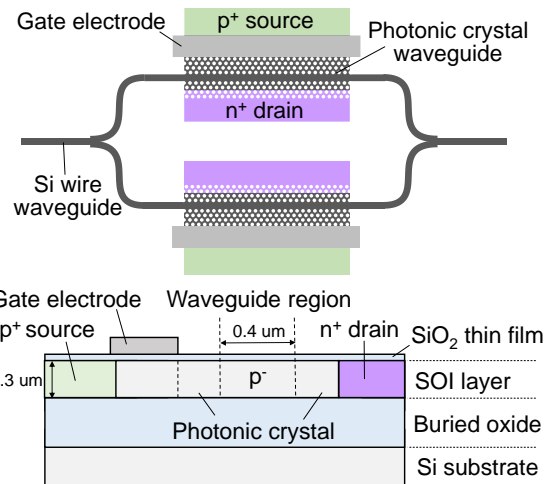 p⁺ source
Gate electrode
Photonic crystal
waveguide
n⁺ drain
Si wire
waveguide
Gate electrode
Waveguide region
p⁺ source
0.4 um
n⁺ drain
SiO₂ thin film
.3 um
p⁻
SOI layer
Photonic crystal
Buried oxide
Si substrate